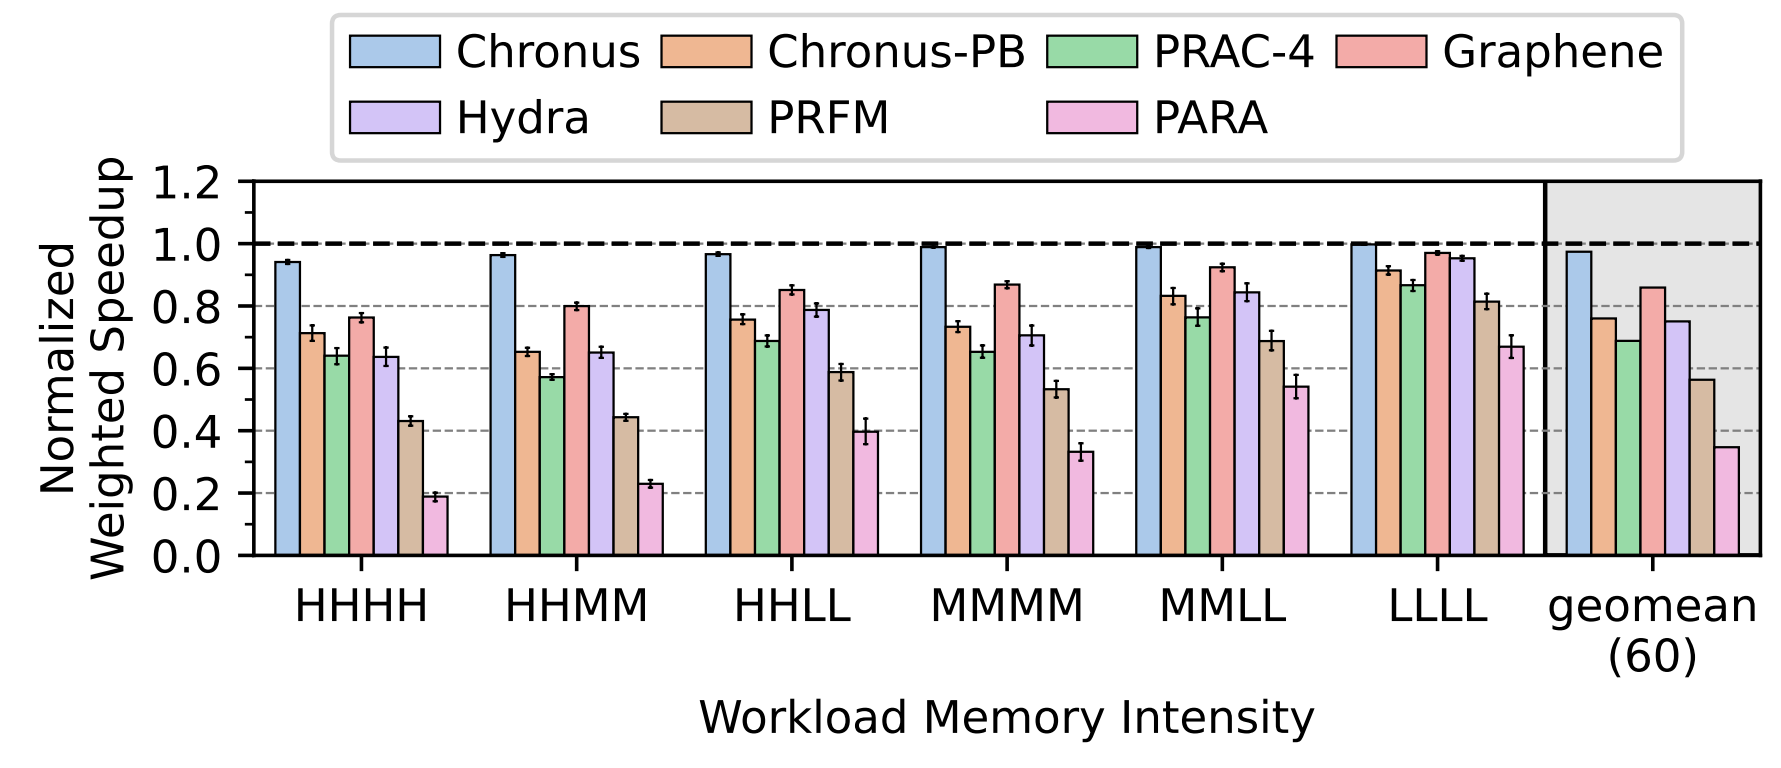 Chronus Chronus-PB PRAC-4 Graphene
Hydra PRFM PARA
Normalized
Weighted Speedup
1.2
1.0
0.8
0.6
0.4
0.2
0.0
HHHH HHMM HHLL MMMM MMLL LLLL geomean
(60)
Workload Memory Intensity